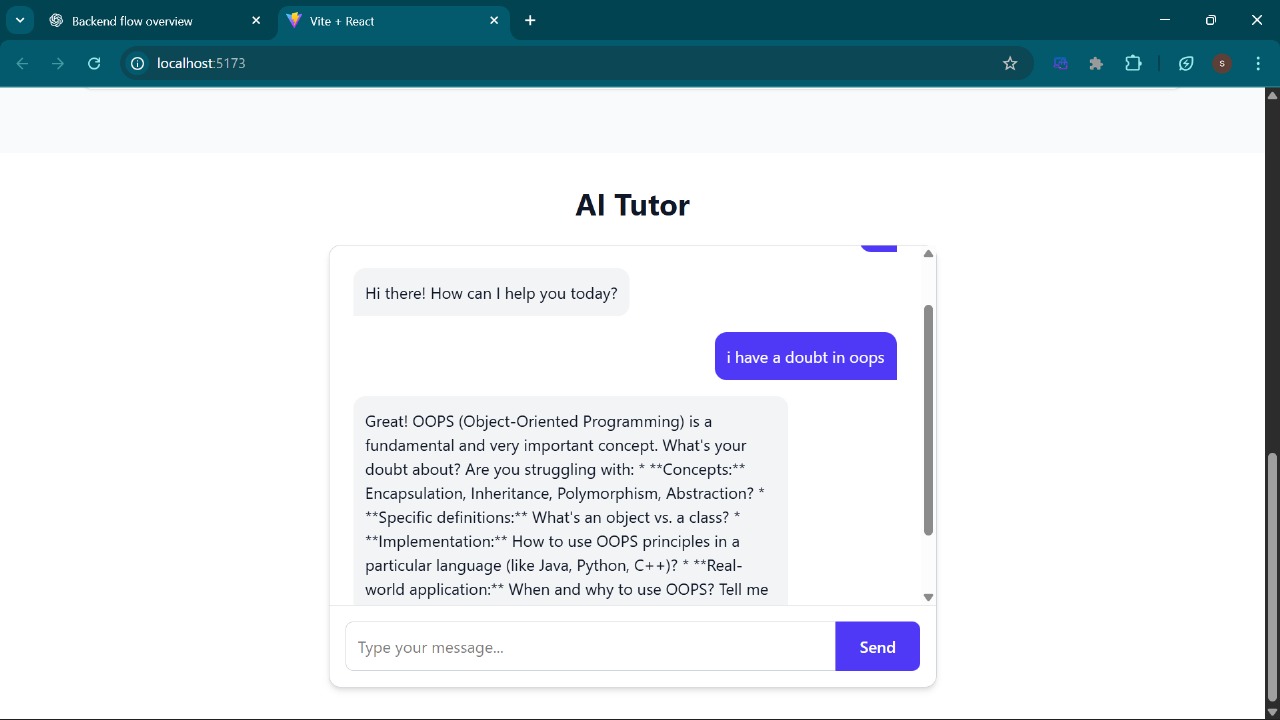 Backend flow overview
Vite + React
localhost:5173
S
AI Tutor
Hi there! How can I help you today?
i have a doubt in oops
Great! OOPS (Object-Oriented Programming) is a
fundamental and very important concept. What's your
doubt about? Are you struggling with: * **Concepts:**
Encapsulation, Inheritance, Polymorphism, Abstraction? *
**Specific definitions:** What's an object vs. a class? *
**Implementation:** How to use OOPS principles in a
particular language (like Java, Python, C++)? * **Real-
world application:** When and why to use OOPS? Tell me
Type your message...
Send